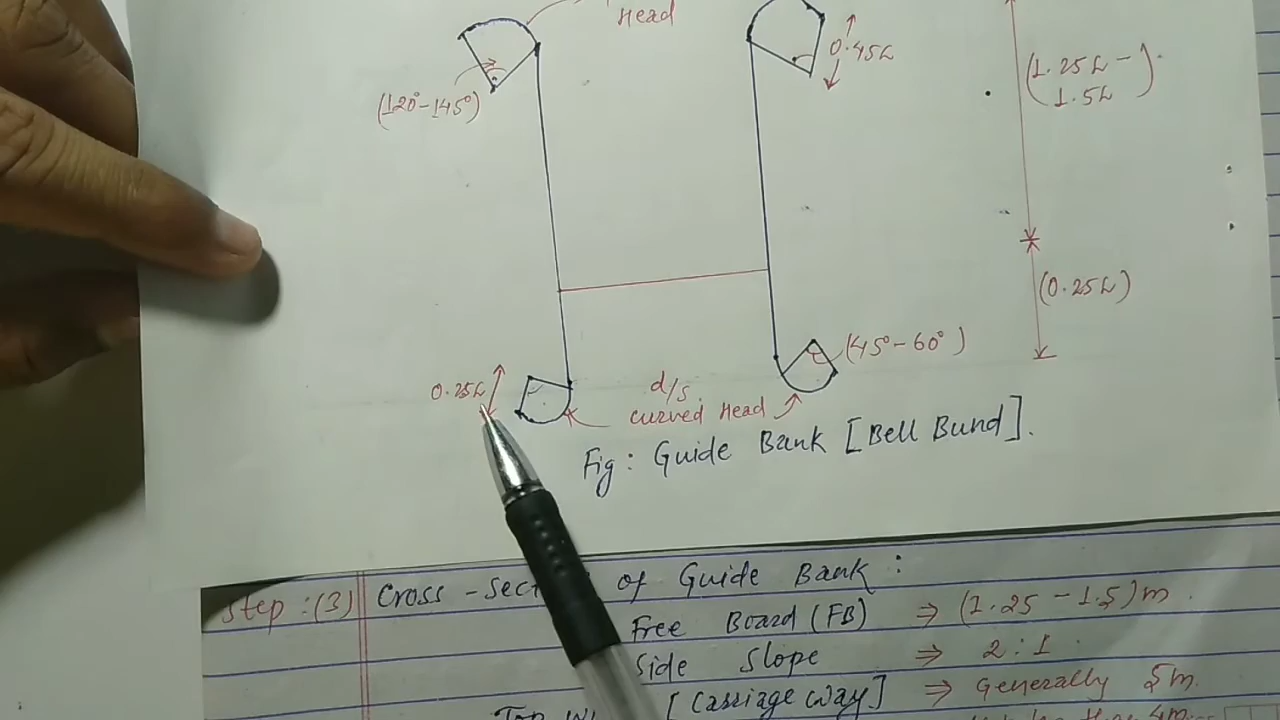 Head
0.45L
(1.25L -
1.5L)
(120° - 145°)
(0.25L)
(45° - 60°)
0.25L
d/s
curved Head
Fig: Guide Bank [Bell Bund].
Step:(3) Cross - of Guide Bank:
Free Board (FB) ⇒ (1.25 - 1.5)m.
Side Slope ⇒ 2:1
[Carriage way] ⇒ Generally 5m.